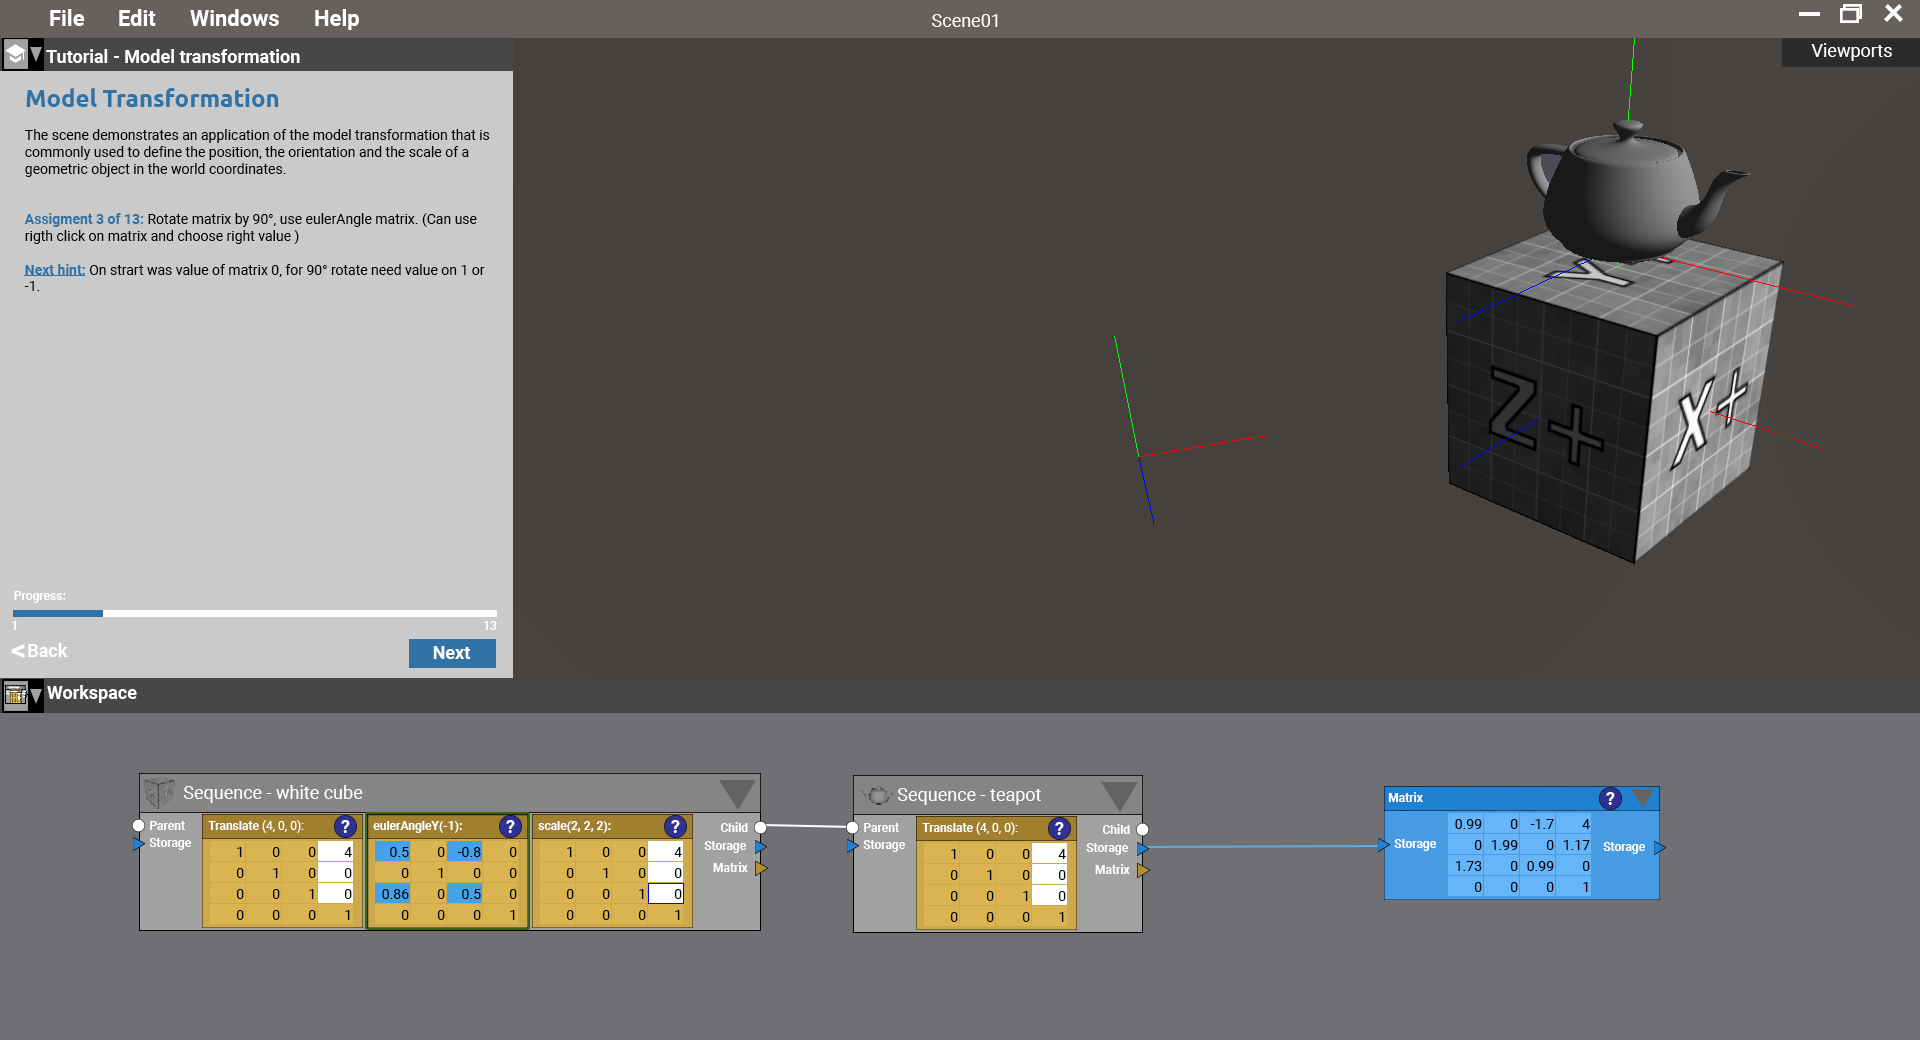 File Edit Windows Help
Scene01
Viewports
Tutorial - Model transformation
Model Transformation
The scene demonstrates an application of the model transformation that is
commonly used to define the position, the orientation and the scale of a
geometric object in the world coordinates.
Assigment 3 of 13: Rotate matrix by 90°, use eulerAngle matrix. (Can use
rigth click on matrix and choose right value )
Next hint: On strart was value of matrix 0, for 90° rotate need value on 1 or
-1.
Progress:
1 13
<Back
Next
Y
Z+
X+
Workspace
Sequence - white cube
Parent
Storage
Translate (4, 0, 0): ?
1 0 0 4
0 1 0 0
0 0 1 0
0 0 0 1
eulerAngleY(-1): ?
0.5 0 -0.8 0
0 1 0 0
0.86 0 0.5 0
0 0 0 1
scale(2, 2, 2): ?
1 0 0 4
0 1 0 0
0 0 1 0
0 0 0 1
Child
Storage
Matrix
Sequence - teapot
Parent
Storage
Translate (4, 0, 0): ?
1 0 0 4
0 1 0 0
0 0 1 0
0 0 0 1
Child
Storage
Matrix
Matrix ?
Storage
0.99 0 -1.7 4
0 1.99 0 1.17
1.73 0 0.99 0
0 0 0 1
Storage